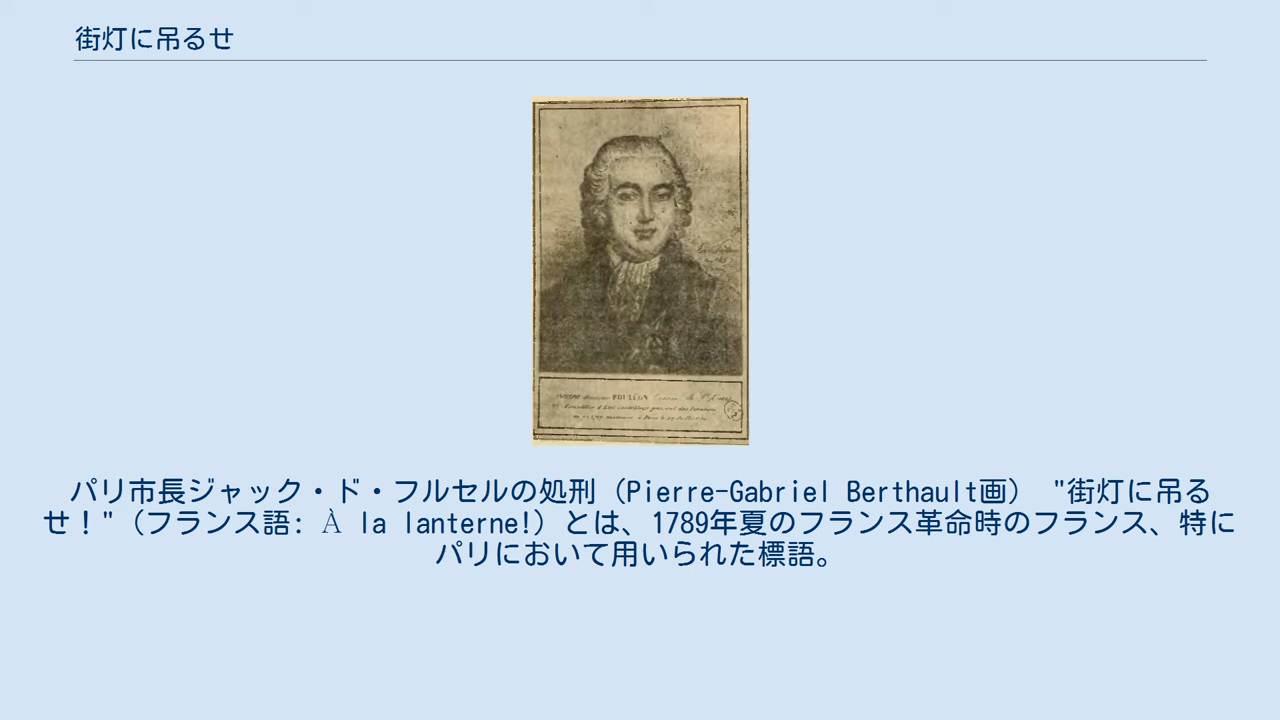 街灯に吊るせ
FOULLON
パリ市長ジャック・ド・フルセルの処刑（Pierre-Gabriel Berthault画） "街灯に吊る
せ！"（フランス語: À la lanterne!）とは、1789年夏のフランス革命時のフランス、特に
パリにおいて用いられた標語。